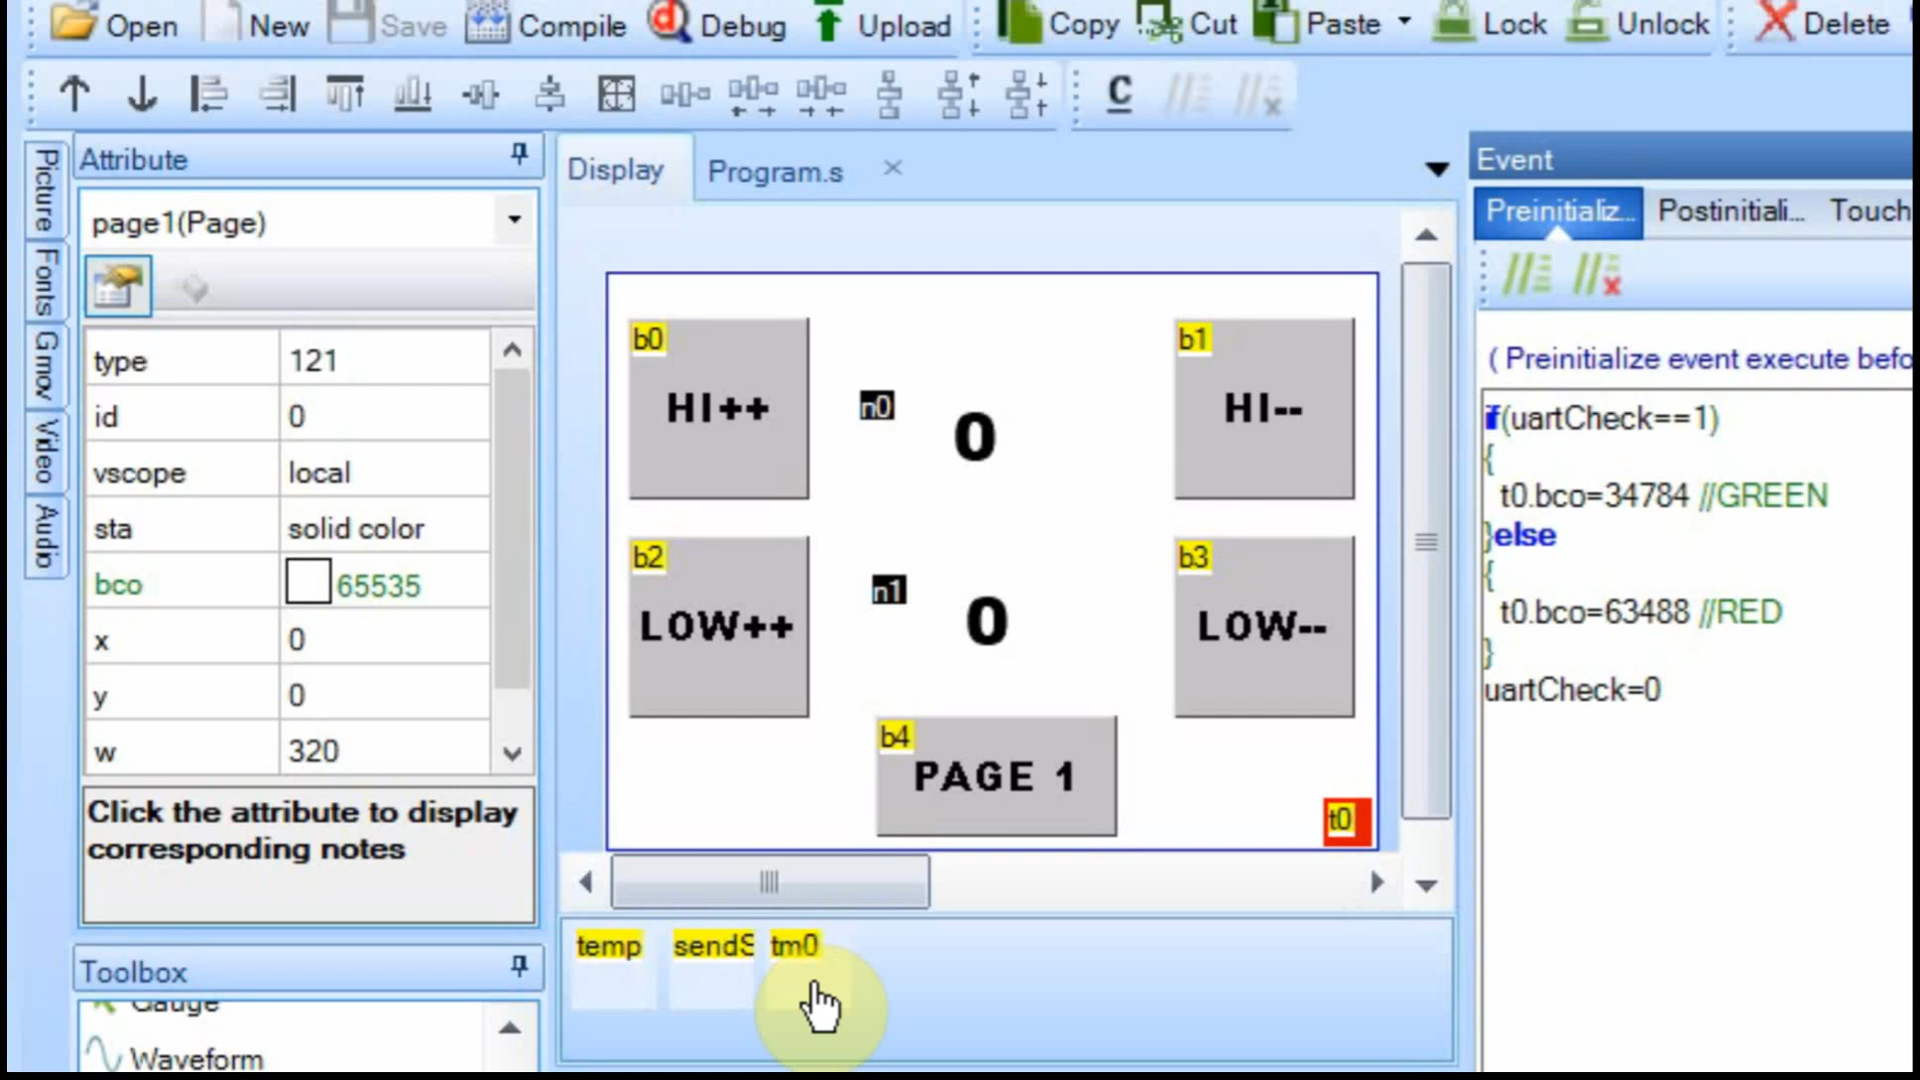 Open New Save Compile Debug Upload Copy Cut Paste Lock Unlock Delete
C
Picture
Fonts
Gmov
Video
Audio
Attribute
page1(Page)
type 121
id 0
vscope local
sta solid color
bco 65535
x 0
y 0
w 320
Click the attribute to display
corresponding notes
Toolbox
Gauge
Waveform
Display Program.s
b0
HI++
n0
0
b1
HI--
b2
LOW++
n1
0
b3
LOW--
b4
PAGE 1
t0
temp sendS tm0
Event
Preinitializ... Postinitiali... Touch
( Preinitialize event execute befo
if(uartCheck==1)
{
t0.bco=34784 //GREEN
}else
{
t0.bco=63488 //RED
}
uartCheck=0